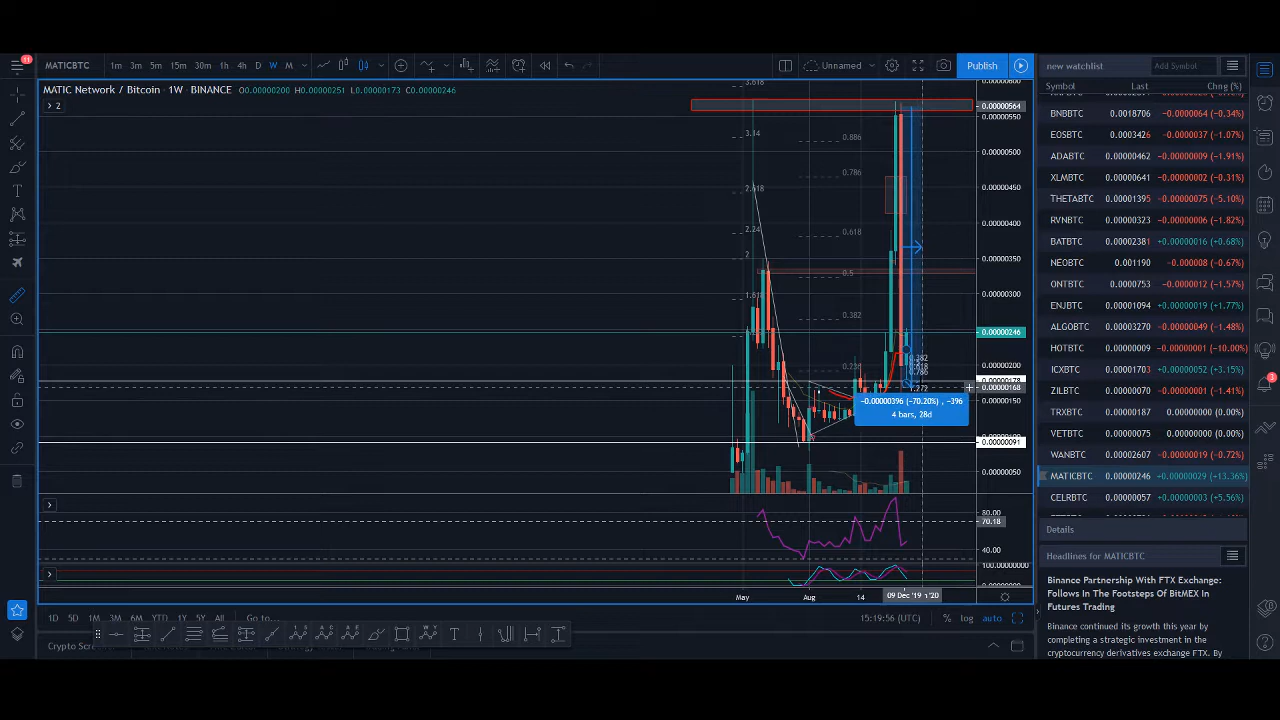 11
MATICBTC 1m 3m 5m 15m 30m 1h 4h D W M Unnamed Publish
MATIC Network / Bitcoin · 1W · BINANCE O0.00000200 H0.00000251 L0.00000173 C0.00000246
2
3.618
3.14
2.618
2.24
2
0.886
0.786
0.618
0.5
0.382
0.00000564
0.00000550
0.00000500
0.00000450
0.00000400
0.00000350
0.00000300
0.00000246
0.00000200
0.00000168
0.00000150
0.00000091
0.00000050
−0.00000396 (−70.20%) , −396
4 bars, 28d
80.00
70.18
40.00
100.00000000
May Aug 14 09 Dec '19
1D 5D 1M 3M 6M YTD 1Y 5Y All Go to... 15:19:56 (UTC) % log auto
new watchlist Add Symbol
Symbol Last Chng (%)
BNBBTC 0.0018706 −0.0000064 (−0.34%)
EOSBTC 0.0003426 −0.0000037 (−1.07%)
ADABTC 0.00000462 −0.00000009 (−1.91%)
XLMBTC 0.00000641 −0.00000002 (−0.31%)
THETABTC 0.00001395 −0.00000075 (−5.10%)
RVNBTC 0.00000323 −0.00000006 (−1.82%)
BATBTC 0.00002381 +0.00000016 (+0.68%)
NEOBTC 0.001190 −0.000008 (−0.67%)
ONTBTC 0.0000753 −0.0000012 (−1.57%)
ENJBTC 0.00001094 +0.00000019 (+1.77%)
ALGOBTC 0.00003270 −0.00000049 (−1.48%)
HOTBTC 0.00000009 −0.00000001 (−10.00%)
ICXBTC 0.00001703 +0.00000052 (+3.15%)
ZILBTC 0.00000070 −0.00000001 (−1.41%)
TRXBTC 0.00000187 0.00000000 (0.00%)
VETBTC 0.00000075 0.00000000 (0.00%)
WANBTC 0.00002607 −0.00000019 (−0.72%)
MATICBTC 0.00000246 +0.00000029 (+13.36%)
CELRBTC 0.00000057 +0.00000003 (+5.56%)
3
Details
Headlines for MATICBTC
Binance Partnership With FTX Exchange:
Follows In The Footsteps Of BitMEX In
Futures Trading
Binance continued its growth this year by
completing a strategic investment in the
cryptocurrency derivatives exchange FTX. By